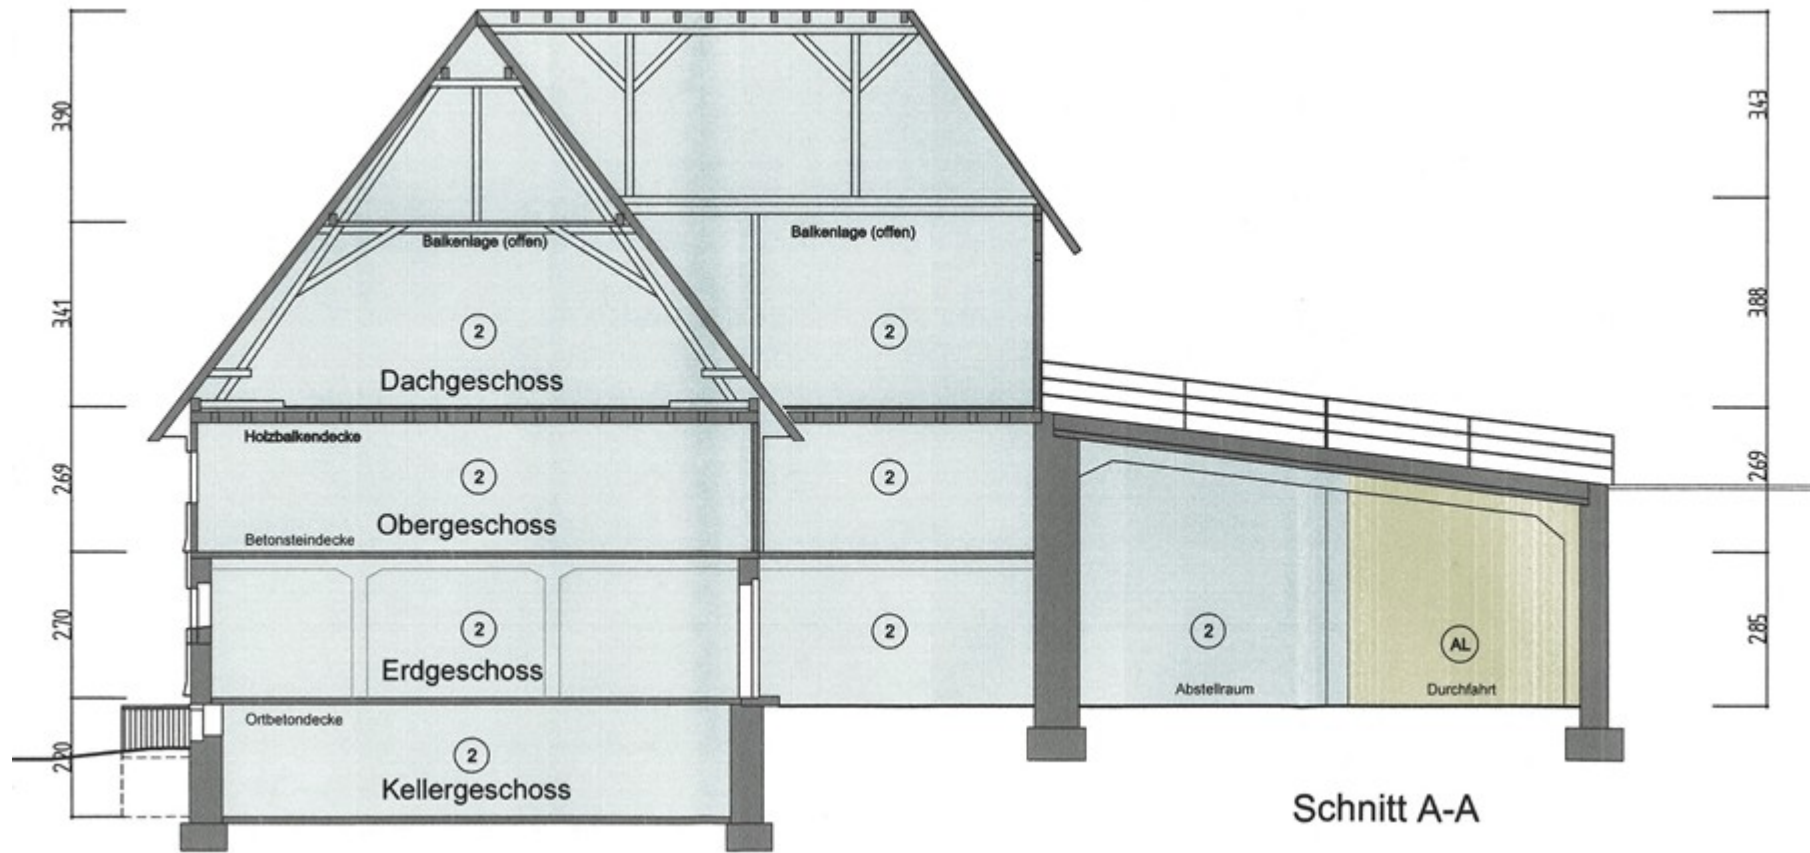 390
343
Balkenlage (offen)
Balkenlage (offen)
341
388
2
2
Dachgeschoss
Holzbalkendecke
269
2
2
269
Obergeschoss
Betonsteindecke
270
2
2
2
AL
285
Erdgeschoss
Abstellraum
Durchfahrt
Ortbetondecke
220
2
Kellergeschoss
Schnitt A-A